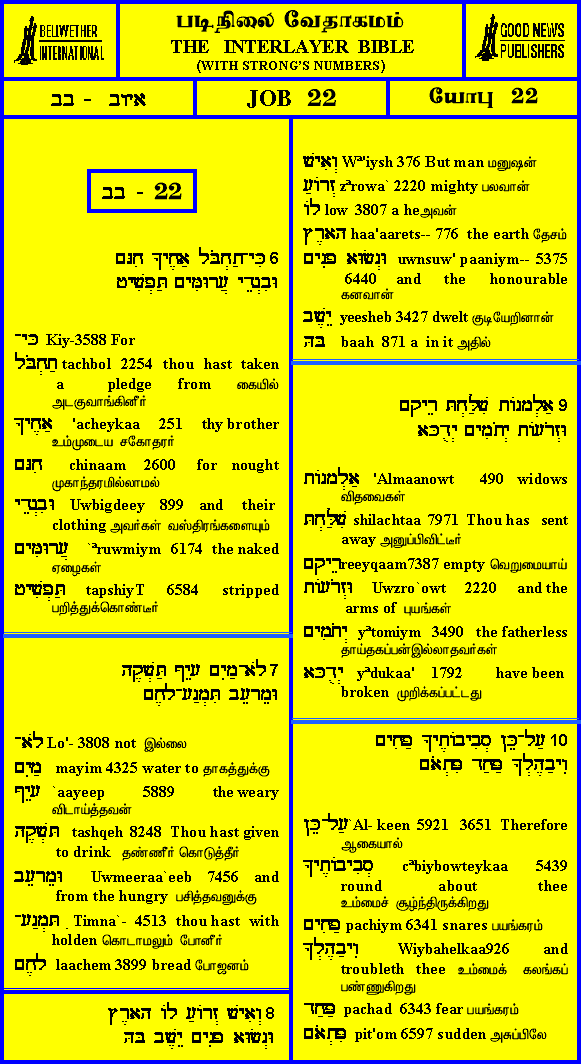 BELLWETHER
INTERNATIONAL
படிநிலை வேதாகமம்
THE INTERLAYER BIBLE
(WITH STRONG'S NUMBERS)
GOOD NEWS
PUBLISHERS
איוב - בב
JOB 22
யோபு 22
בב - 22
6 כִּי-תַחְבֹּל אַחֶיךָ חִנָּם
וּבִגְדֵי עֲרוּמִּים תַּפְשִׁיט
כִּי- Kiy-3588 For
תַחְבֹּל tachbol 2254 thou hast taken
a pledge from கையில்
அடகுவாங்கினீர்
אַחֶיךָ 'acheykaa 251 thy brother
உம்முடைய சகோதரர்
חִנָּם chinaam 2600 for nought
முகாந்தரமில்லாமல்
וּבִגְדֵי Uwbigdeey 899 and their
clothing அவர்கள் வஸ்திரங்களையும்
עֲרוּמִּים `ªruwmiym 6174 the naked
ஏழைகள்
תַּפְשִׁיט tapshiyT 6584 stripped
பறித்துக்கொண்டீர்
7 לֹא-מַיִם עָיֵף תַּשְׁקֶה
וּמֵרָעֵב תִּמְנַע-לָחֶם
לֹא- Lo'- 3808 not இல்லை
מַיִם mayim 4325 water to தாகத்துக்கு
עָיֵף `aayeep 5889 the weary
விடாய்த்தவன்
תַּשְׁקֶה tashqeh 8248 Thou hast given
to drink தண்ணீர் கொடுத்தீர்
וּמֵרָעֵב Uwmeeraa`eeb 7456 and
from the hungry பசித்தவனுக்கு
תִּמְנַע- Timna`- 4513 thou hast with
holden கொடாமலும் போனீர்
לָחֶם laachem 3899 bread போஜனம்
8 וְאִישׁ זְרוֹעַ לוֹ הָאָרֶץ
וּנְשׂוּא פָנִים יֵשֶׁב בָּהּ
וְאִישׁ Wª'iysh 376 But man மனுஷன்
זְרוֹעַ zªrowa` 2220 mighty பலவான்
לוֹ low 3807 a he அவன்
הָאָרֶץ haa'aarets-- 776 the earth தேசம்
וּנְשׂוּא פָנִים uwnsuw' paaniym-- 5375
6440 and the honourable
கனவான்
יֵשֶׁב yeesheb 3427 dwelt குடியேறினான்
בָּהּ baah 871 a in it அதில்
9 אַלְמָנוֹת שִׁלַּחְתָּ רֵיקָם
וּזְרֹעוֹת יְתֹמִים יְדֻכָּא
אַלְמָנוֹת 'Almaanowt 490 widows
விதவைகள்
שִׁלַּחְתָּ shilachtaa 7971 Thou has sent
away அனுப்பிவிட்டீர்
רֵיקָם reeyqaam7387 empty வெறுமையாய்
וּזְרֹעוֹת Uwzro`owt 2220 and the
arms of புயங்கள்
יְתֹמִים yªtomiym 3490 the fatherless
தாய்தகப்பன்இல்லாதவர்கள்
יְדֻכָּא yªdukaa' 1792 have been
broken முறிக்கப்பட்டது
10 עַל-כֵּן סְבִיבוֹתֶיךָ פַחִים
וִיבַהֶלְךָ פַּחַד פִּתְאֹם
עַל-כֵּן `Al- keen 5921 3651 Therefore
ஆகையால்
סְבִיבוֹתֶיךָ cªbiybowteykaa 5439
round about thee
உம்மைச் சூழ்ந்திருக்கிறது
פַחִים pachiym 6341 snares பயங்கரம்
וִיבַהֶלְךָ Wiybahelkaa926 and
troubleth thee உம்மைக் கலங்கப்
பண்ணுகிறது
פַּחַד pachad 6343 fear பயங்கரம்
פִּתְאֹם pit'om 6597 sudden அசுப்பிலே